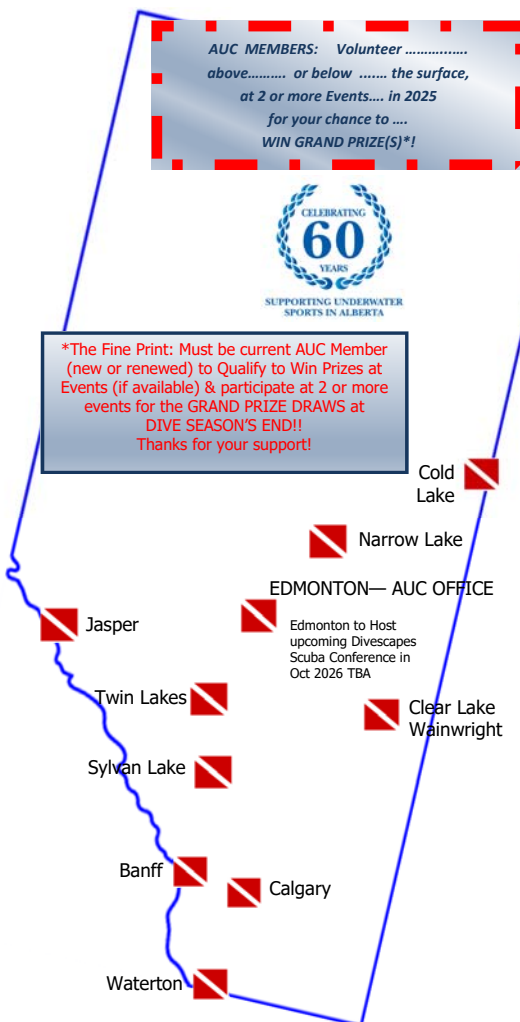 AUC MEMBERS: Volunteer ………...….
above.………. or below .….… the surface,
at 2 or more Events…. in 2025
for your chance to ….
WIN GRAND PRIZE(S)*!
CELEBRATING
60
YEARS
SUPPORTING UNDERWATER
SPORTS IN ALBERTA
*The Fine Print: Must be current AUC Member
(new or renewed) to Qualify to Win Prizes at
Events (if available) & participate at 2 or more
events for the GRAND PRIZE DRAWS at
DIVE SEASON'S END!!
Thanks for your support!
Cold
Lake
Narrow Lake
EDMONTON— AUC OFFICE
Edmonton to Host
upcoming Divescapes
Scuba Conference in
Oct 2026 TBA
Jasper
Twin Lakes
Clear Lake
Wainwright
Sylvan Lake
Banff
Calgary
Waterton